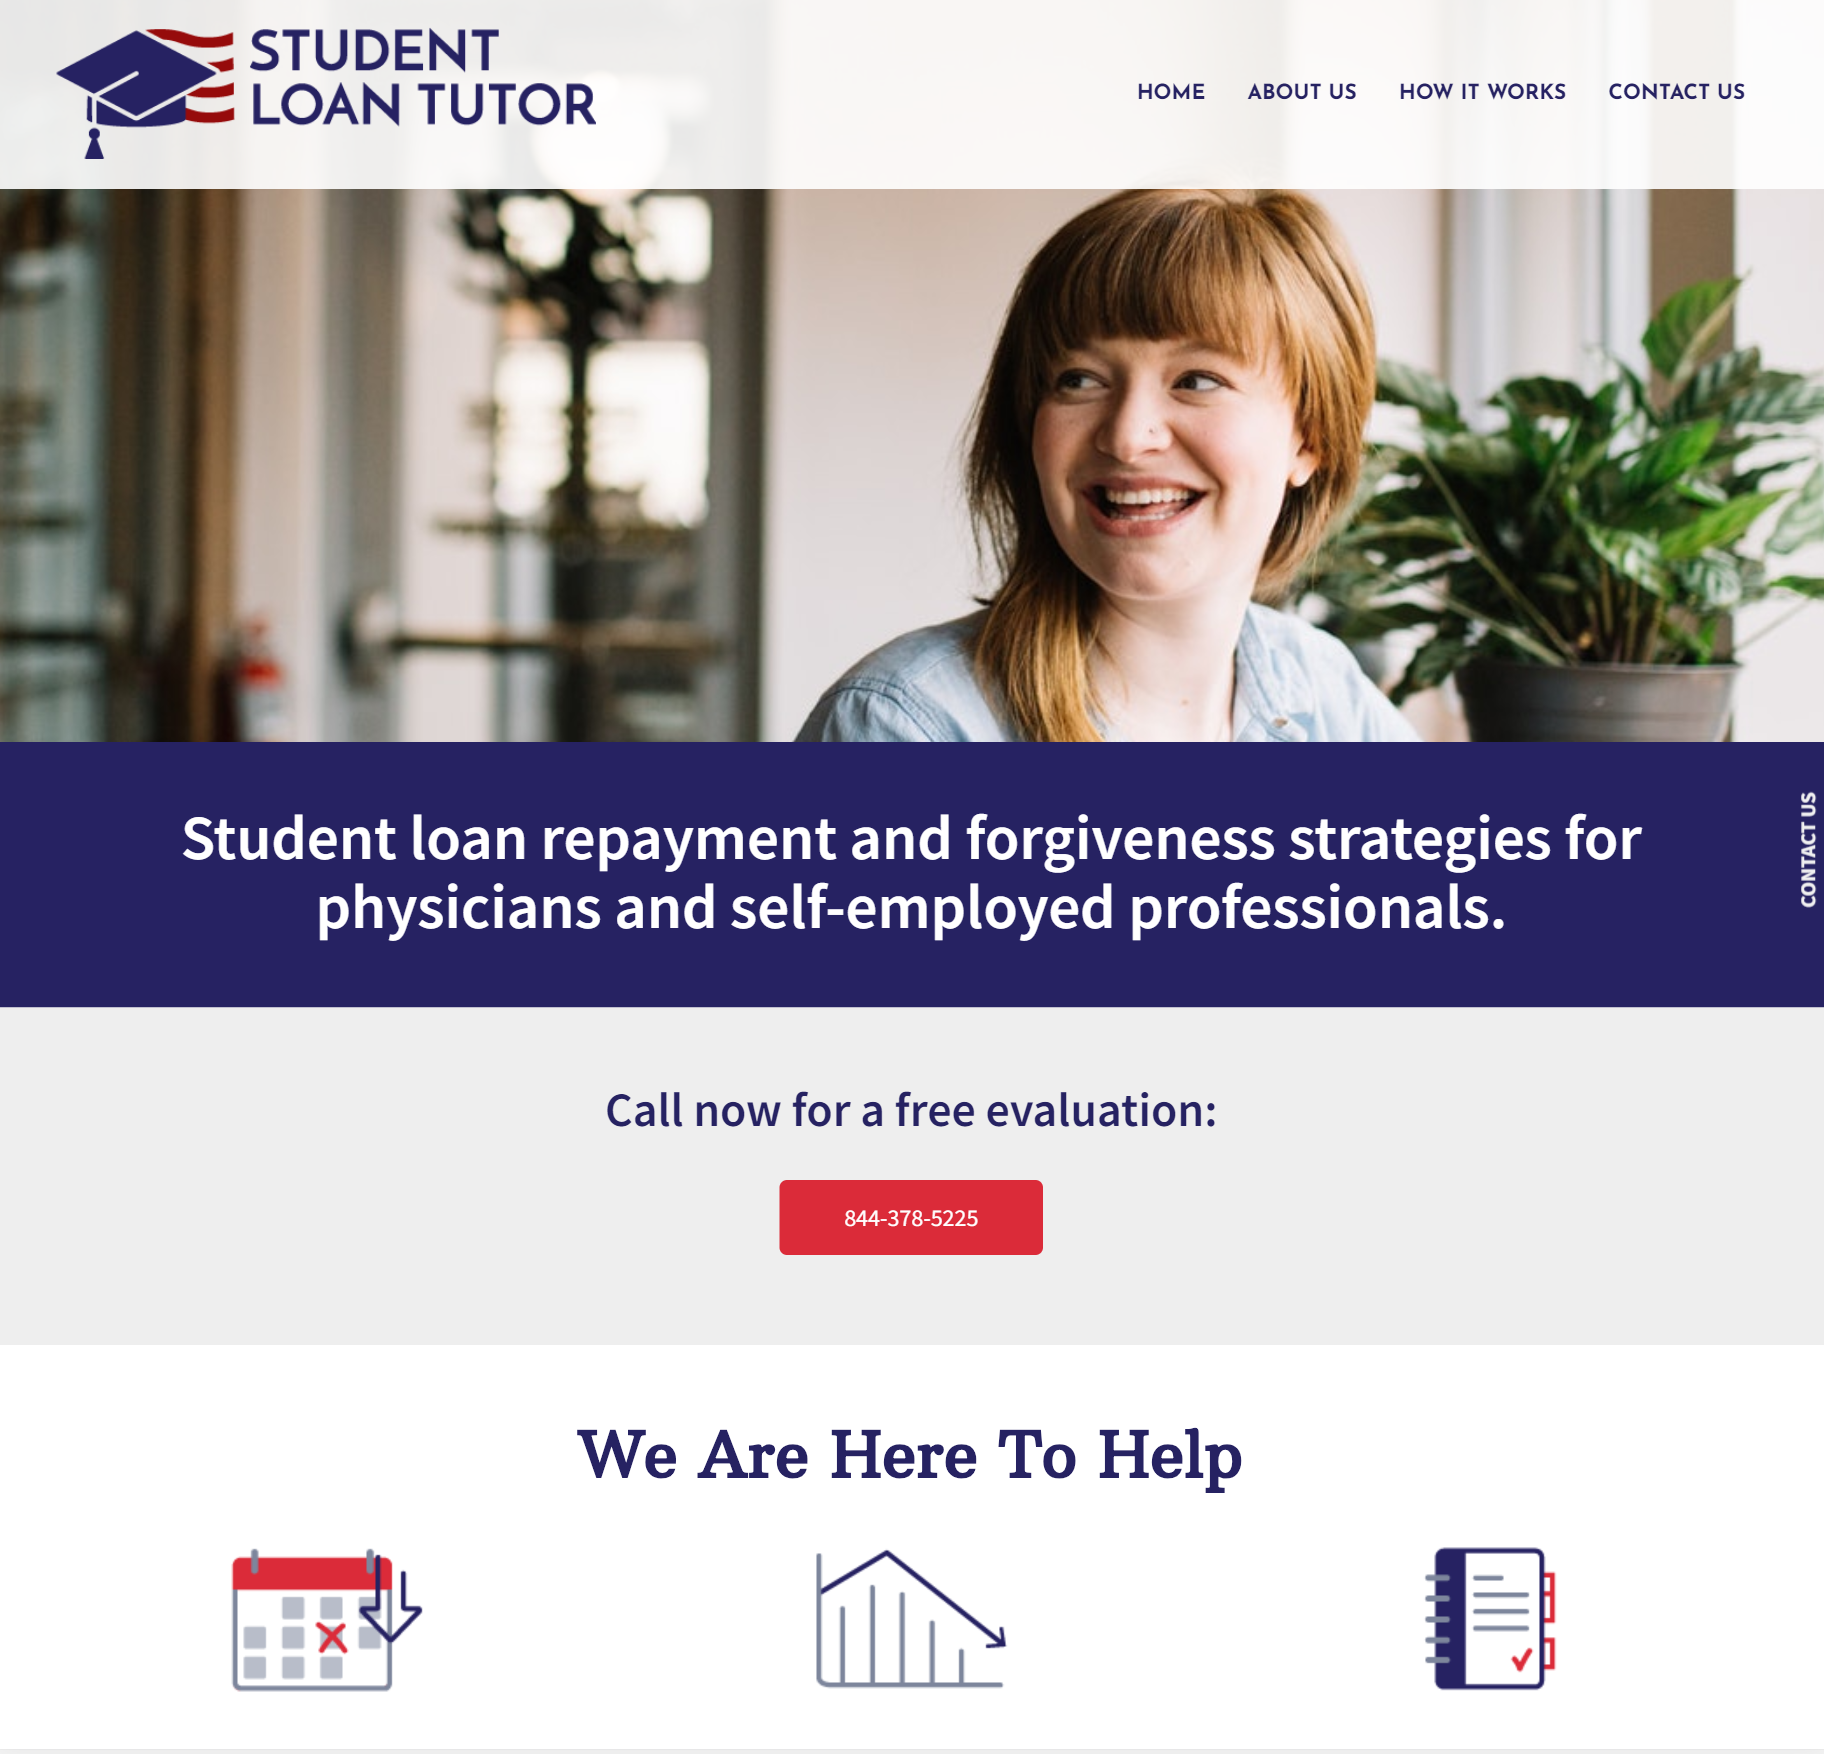 STUDENT
LOAN TUTOR
HOME
ABOUT US
HOW IT WORKS
CONTACT US
Student loan repayment and forgiveness strategies for
physicians and self-employed professionals.
CONTACT US
Call now for a free evaluation:
844-378-5225
We Are Here To Help